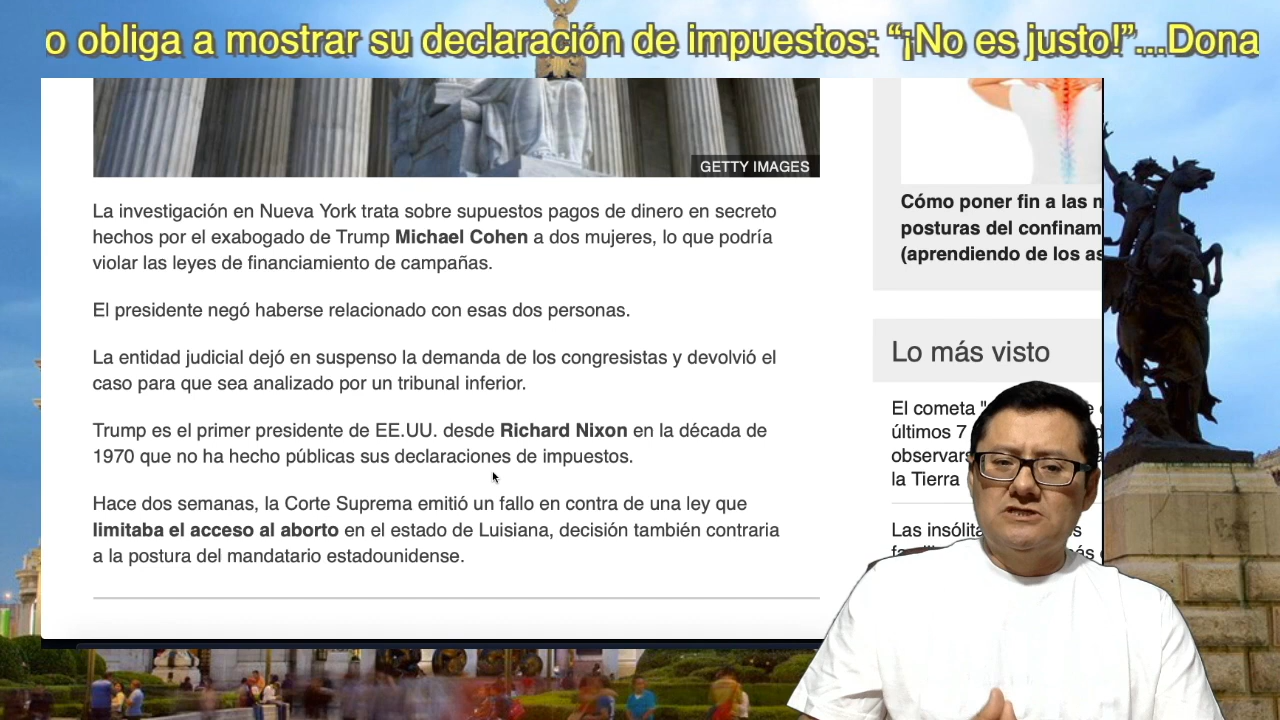 o obliga a mostrar su declaración de impuestos: “¡No es justo!”...Dona
GETTY IMAGES
La investigación en Nueva York trata sobre supuestos pagos de dinero en secreto
hechos por el exabogado de Trump Michael Cohen a dos mujeres, lo que podría
violar las leyes de financiamiento de campañas.
El presidente negó haberse relacionado con esas dos personas.
La entidad judicial dejó en suspenso la demanda de los congresistas y devolvió el
caso para que sea analizado por un tribunal inferior.
Trump es el primer presidente de EE.UU. desde Richard Nixon en la década de
1970 que no ha hecho públicas sus declaraciones de impuestos.
Hace dos semanas, la Corte Suprema emitió un fallo en contra de una ley que
limitaba el acceso al aborto en el estado de Luisiana, decisión también contraria
a la postura del mandatario estadounidense.
Cómo poner fin a las
posturas del confinam
(aprendiendo de los as
Lo más visto
El cometa
últimos 7
observars
la Tierra
Las insólita